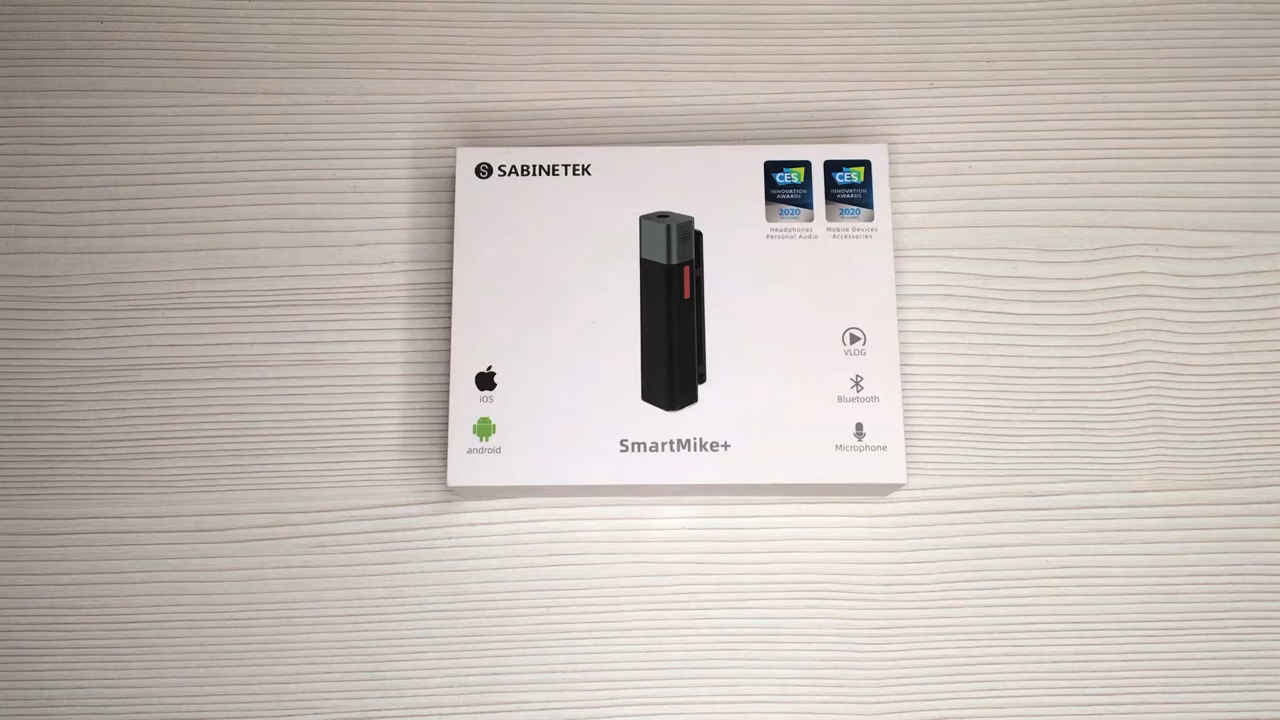 SABINETEK
CES
INNOVATION
AWARDS
2020
Headphones
Personal Audio
CES
INNOVATION
AWARDS
2020
Mobile Devices
Accessories
VLOG
iOS
Bluetooth
android
SmartMike+
Microphone